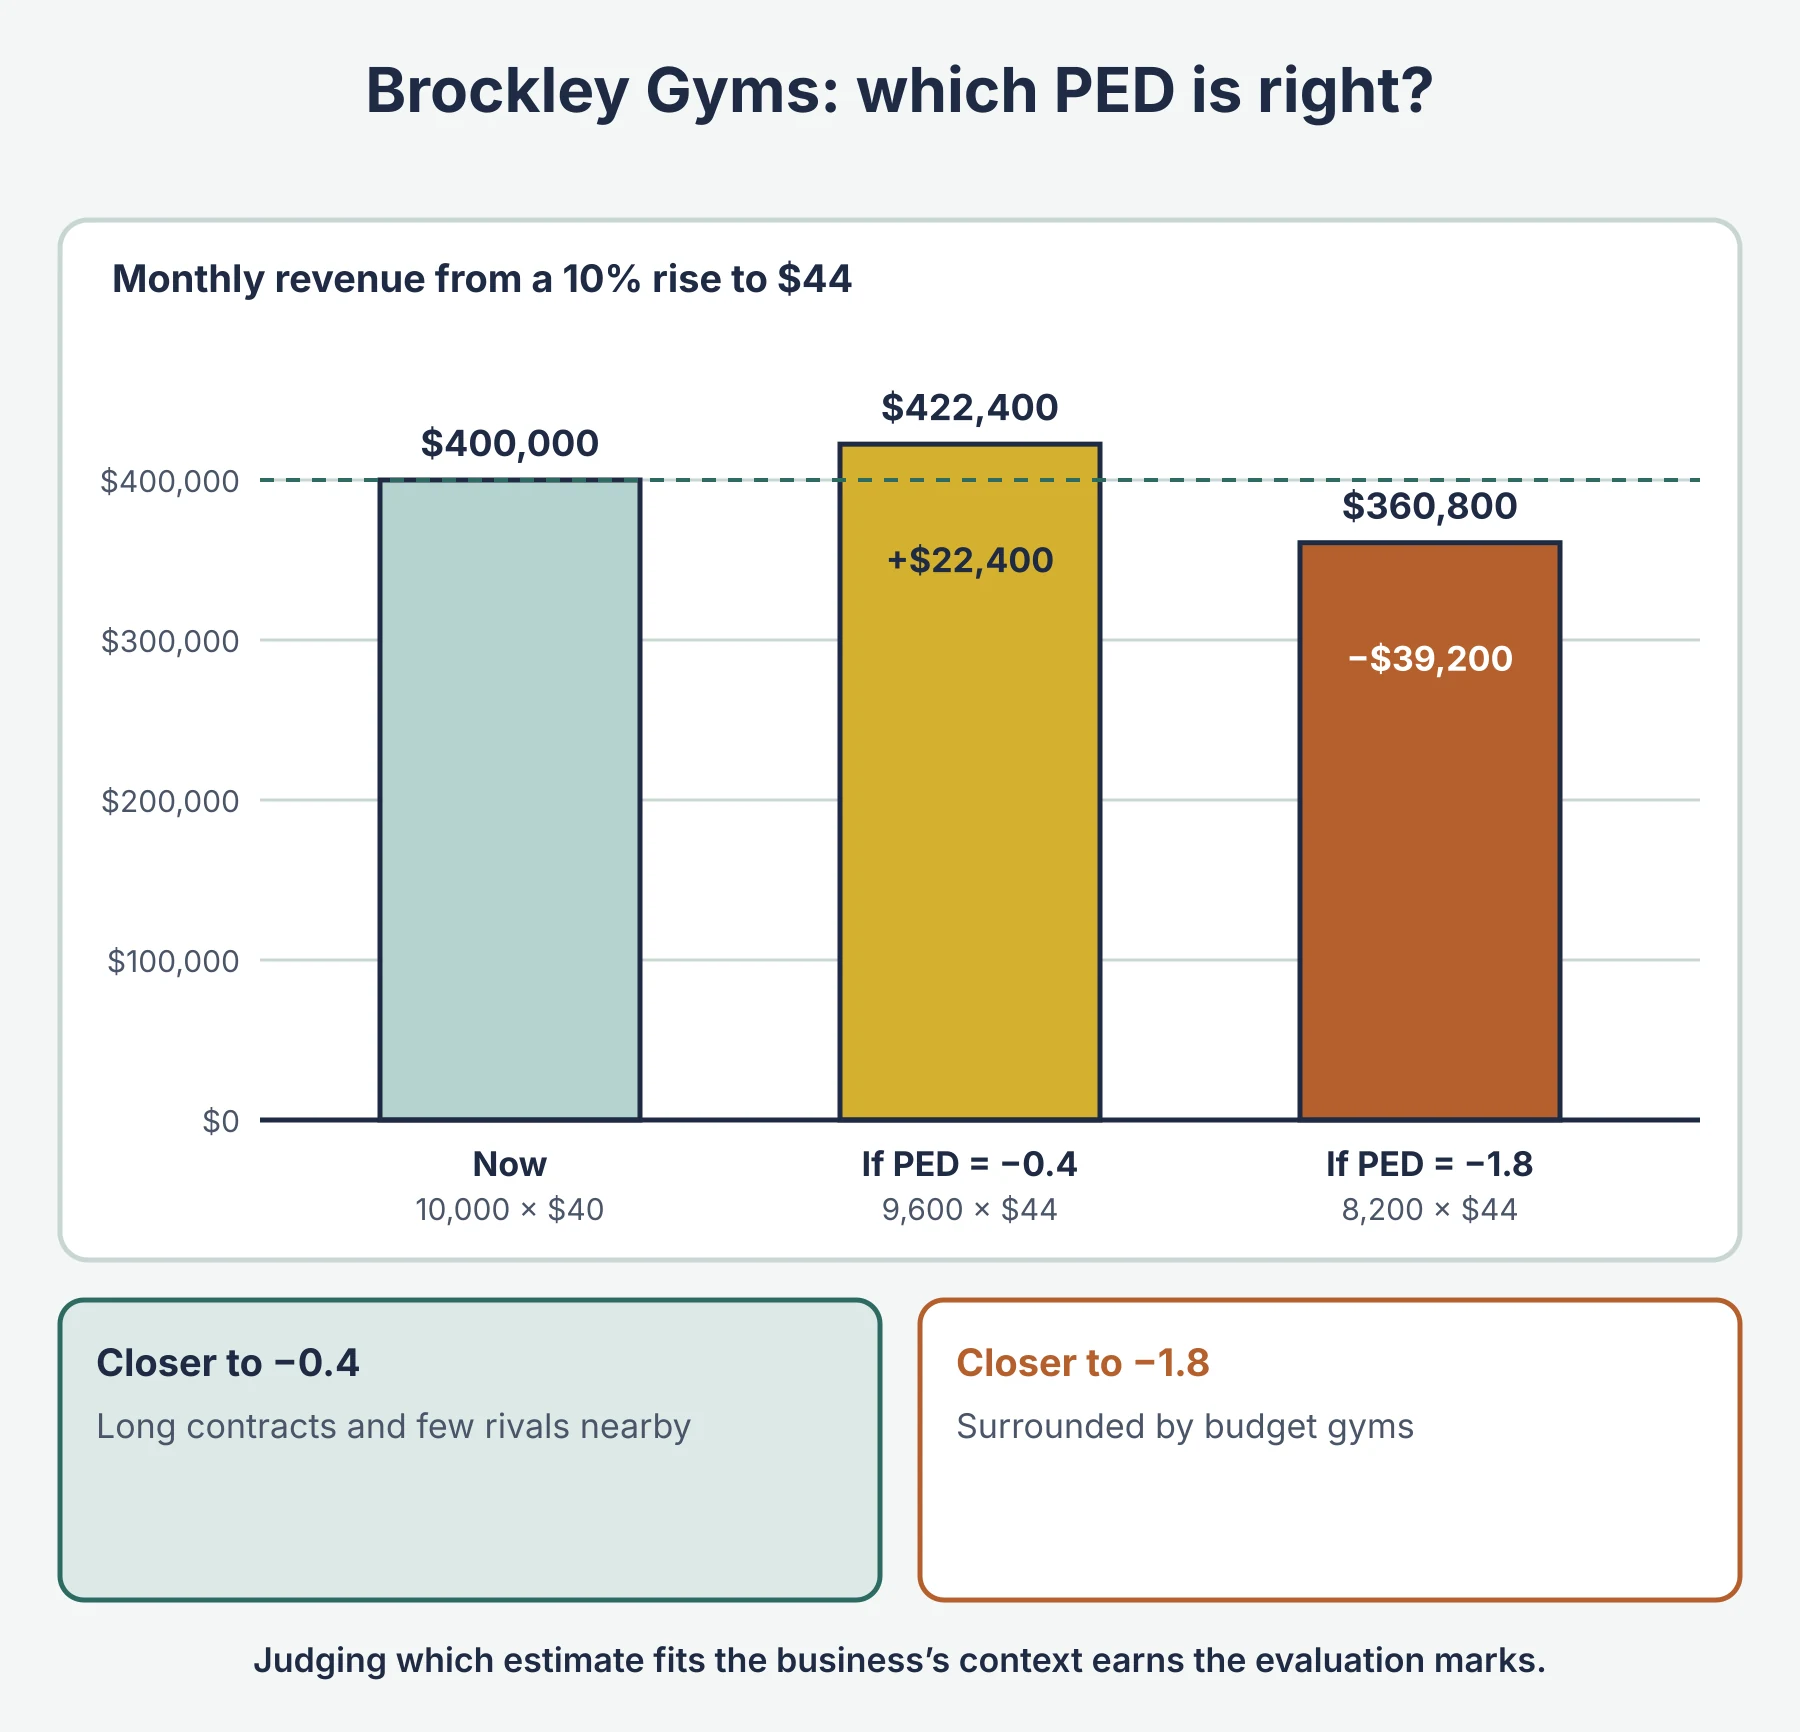 Brockley Gyms: which PED is right?
Monthly revenue from a 10% rise to $44
$422,400
$400,000
$400,000
$360,800
+$22,400
$300,000
−$39,200
$200,000
$100,000
$0
Now
If PED = −0.4
If PED = −1.8
10,000 × $40
9,600 × $44
8,200 × $44
Closer to −0.4
Long contracts and few rivals nearby
Closer to −1.8
Surrounded by budget gyms
Judging which estimate fits the business’s context earns the evaluation marks.